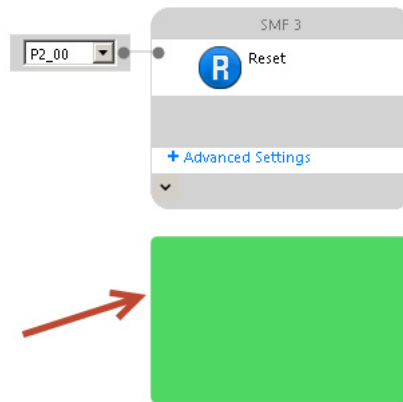 SMF 3
P2_00
R
Reset
+ Advanced Settings